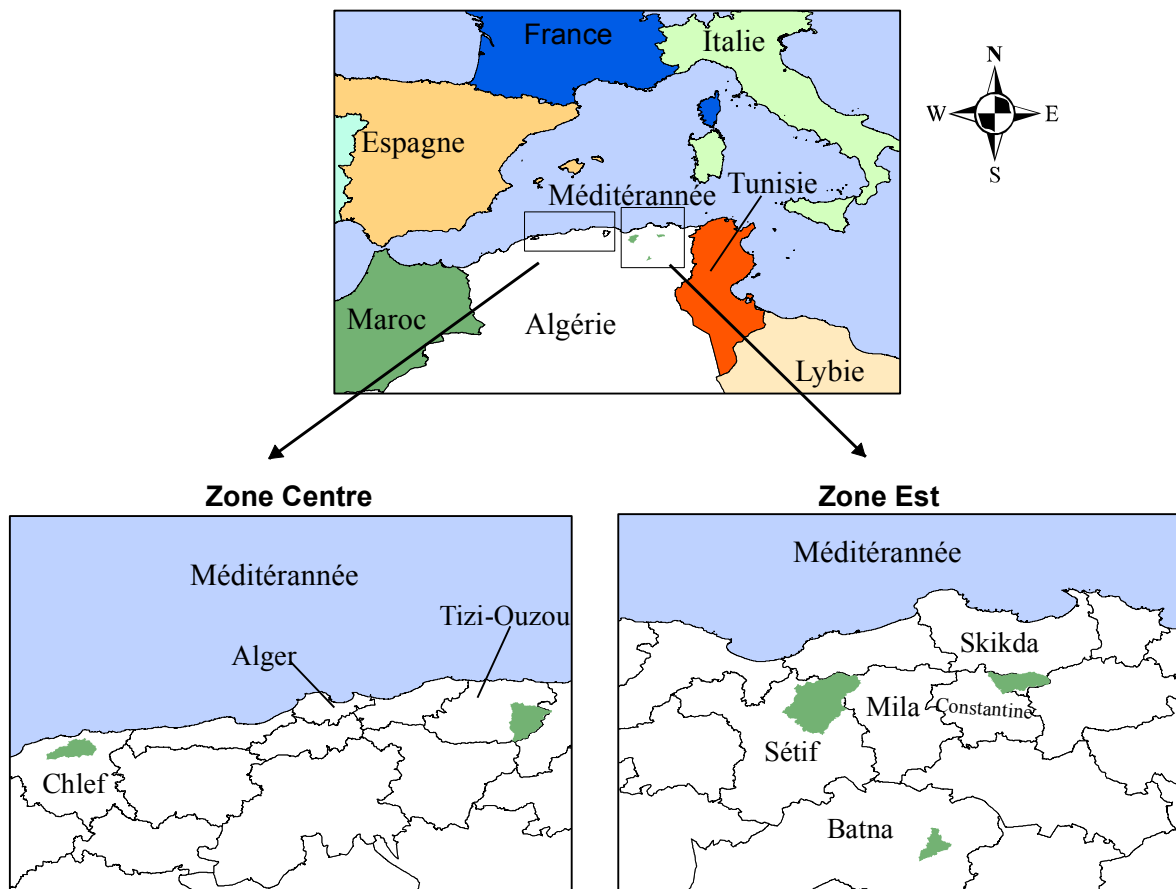 France
Italie
N
W
E
S
Espagne
Méditérannée
Tunisie
Maroc
Algérie
Lybie
Zone Centre
Méditérannée
Tizi-Ouzou
Alger
Chlef
Zone Est
Méditérannée
Skikda
Mila
Constantine
Sétif
Batna